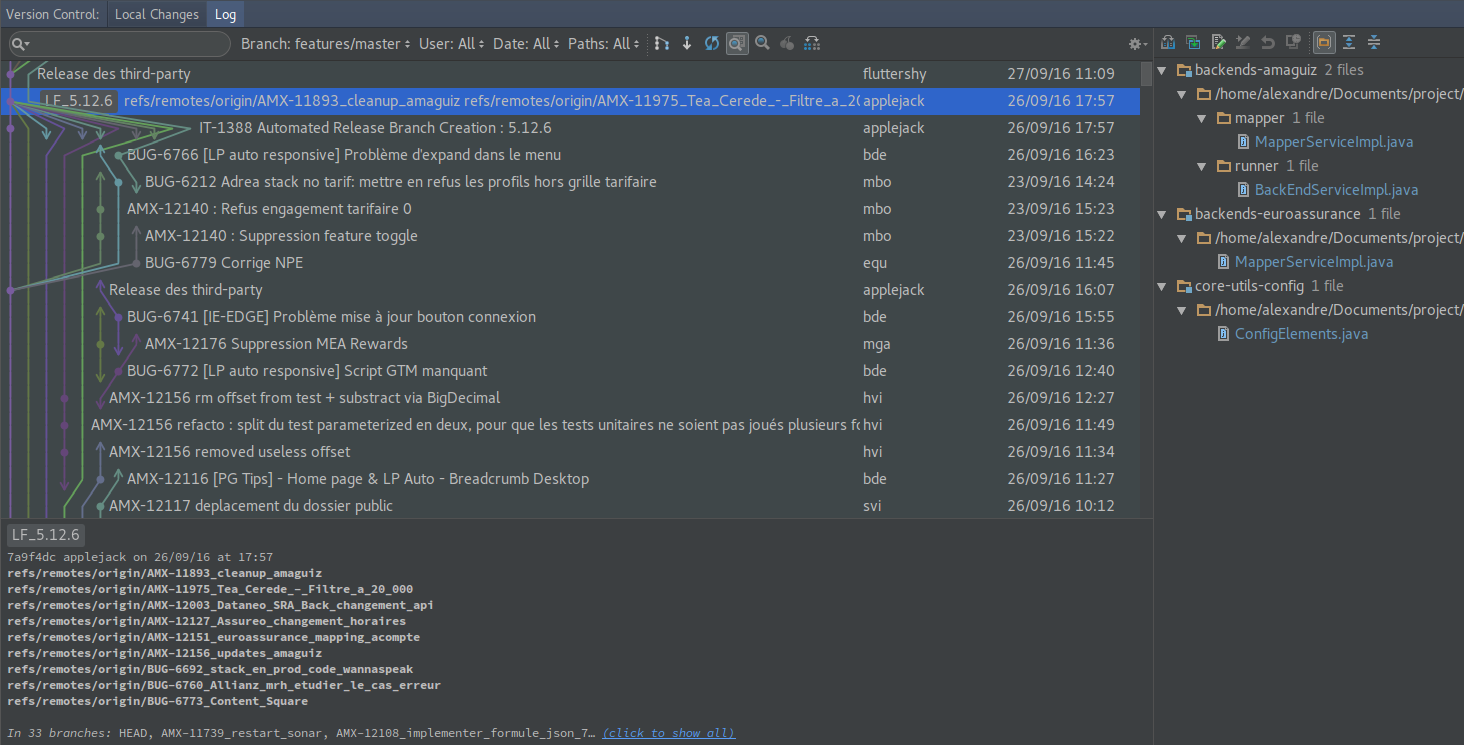 Version Control: Local Changes Log
Branch: features/master User: All Date: All Paths: All
Release des third-party fluttershy 27/09/16 11:09
LF_5.12.6 refs/remotes/origin/AMX-11893_cleanup_amaguiz refs/remotes/origin/AMX-11975_Tea_Cerede_-_Filtre_a_20 applejack 26/09/16 17:57
IT-1388 Automated Release Branch Creation : 5.12.6 applejack 26/09/16 17:57
BUG-6766 [LP auto responsive] Problème d'expand dans le menu bde 26/09/16 16:23
BUG-6212 Adrea stack no tarif: mettre en refus les profils hors grille tarifaire mbo 23/09/16 14:24
AMX-12140 : Refus engagement tarifaire 0 mbo 23/09/16 15:23
AMX-12140 : Suppression feature toggle mbo 23/09/16 15:22
BUG-6779 Corrige NPE equ 26/09/16 11:45
Release des third-party applejack 26/09/16 16:07
BUG-6741 [IE-EDGE] Problème mise à jour bouton connexion bde 26/09/16 15:55
AMX-12176 Suppression MEA Rewards mga 26/09/16 11:36
BUG-6772 [LP auto responsive] Script GTM manquant bde 26/09/16 12:40
AMX-12156 rm offset from test + substract via BigDecimal hvi 26/09/16 12:27
AMX-12156 refacto : split du test parameterized en deux, pour que les tests unitaires ne soient pas joués plusieurs fo hvi 26/09/16 11:49
AMX-12156 removed useless offset hvi 26/09/16 11:34
AMX-12116 [PG Tips] - Home page & LP Auto - Breadcrumb Desktop bde 26/09/16 11:27
AMX-12117 deplacement du dossier public svi 26/09/16 10:12
LF_5.12.6
7a9f4dc applejack on 26/09/16 at 17:57
refs/remotes/origin/AMX-11893_cleanup_amaguiz
refs/remotes/origin/AMX-11975_Tea_Cerede_-_Filtre_a_20_000
refs/remotes/origin/AMX-12003_Dataneo_SRA_Back_changement_api
refs/remotes/origin/AMX-12127_Assureo_changement_horaires
refs/remotes/origin/AMX-12151_euroassurance_mapping_acompte
refs/remotes/origin/AMX-12156_updates_amaguiz
refs/remotes/origin/BUG-6692_stack_en_prod_code_wannaspeak
refs/remotes/origin/BUG-6760_Allianz_mrh_etudier_le_cas_erreur
refs/remotes/origin/BUG-6773_Content_Square
In 33 branches: HEAD, AMX-11739_restart_sonar, AMX-12108_implementer_formule_json_7… (click to show all)
backends-amaguiz 2 files
/home/alexandre/Documents/project/
mapper 1 file
MapperServiceImpl.java
runner 1 file
BackEndServiceImpl.java
backends-euroassurance 1 file
/home/alexandre/Documents/project/
MapperServiceImpl.java
core-utils-config 1 file
/home/alexandre/Documents/project/
ConfigElements.java